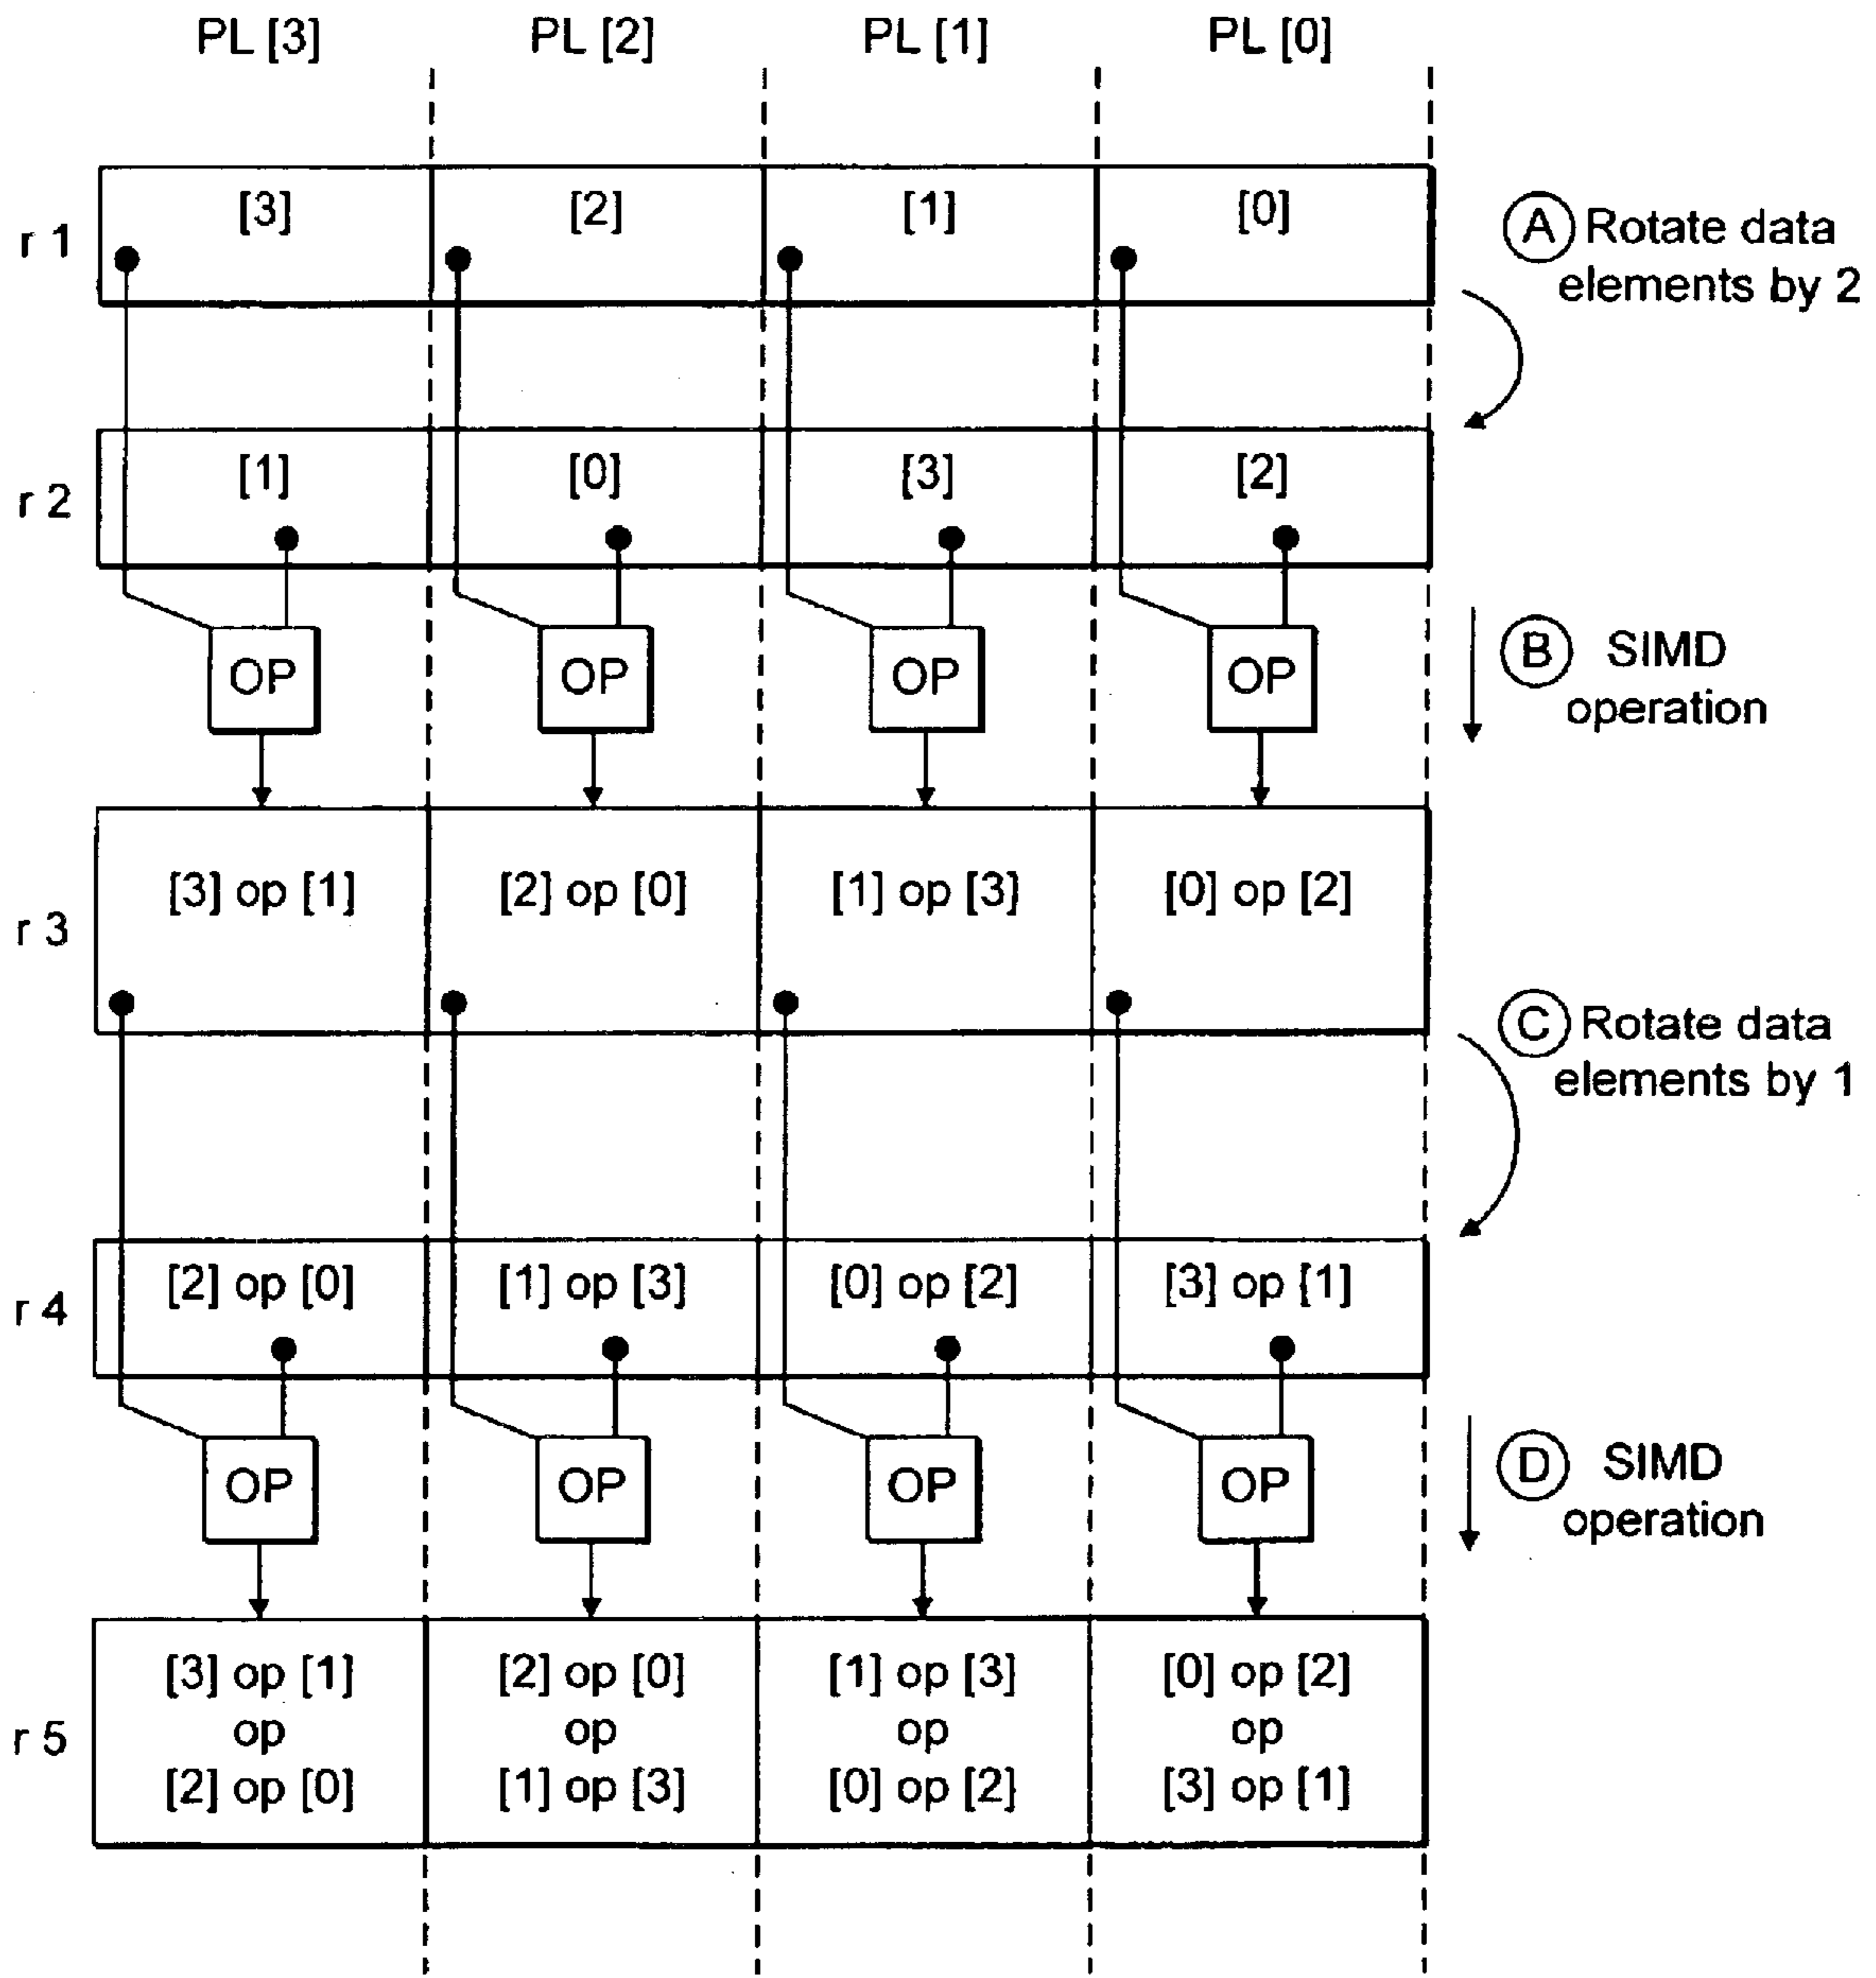 PL [3] PL [2] PL [1] PL [0]
r 1 [3] [2] [1] [0]
A Rotate data
elements by 2
r 2 [1] [0] [3] [2]
OP OP OP OP
B SIMD
operation
r 3 [3] op [1] [2] op [0] [1] op [3] [0] op [2]
C Rotate data
elements by 1
r 4 [2] op [0] [1] op [3] [0] op [2] [3] op [1]
OP OP OP OP
D SIMD
operation
r 5
[3] op [1] [2] op [0] [1] op [3] [0] op [2]
op op op op
[2] op [0] [1] op [3] [0] op [2] [3] op [1]